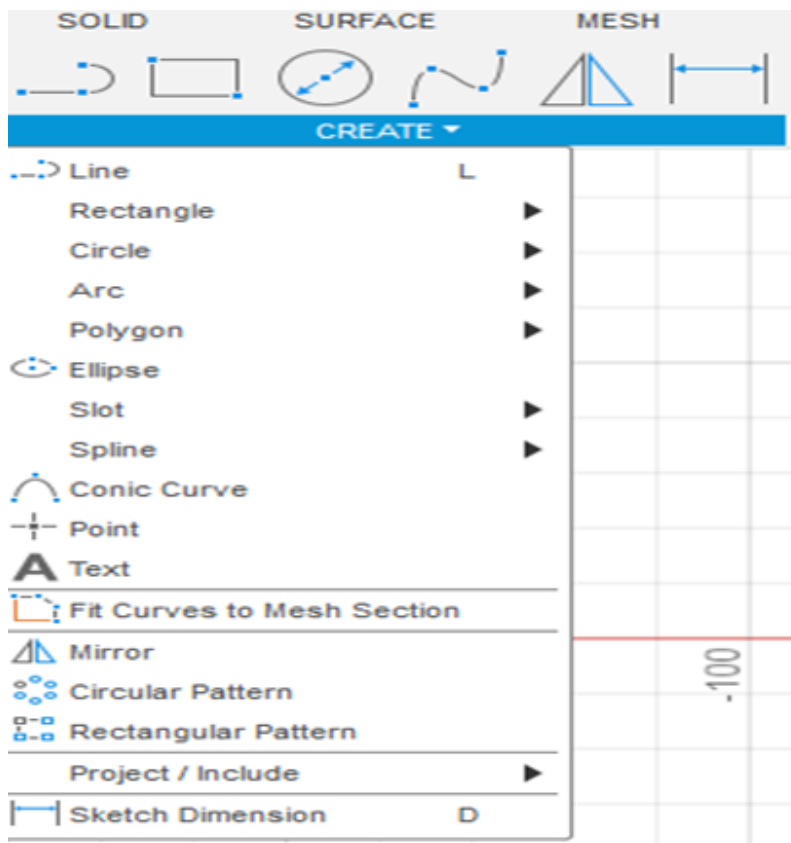 SOLID SURFACE MESH
CREATE
Line L
Rectangle
Circle
Arc
Polygon
Ellipse
Slot
Spline
Conic Curve
Point
A Text
Fit Curves to Mesh Section
Mirror
Circular Pattern
Rectangular Pattern
-100
Project / Include
Sketch Dimension D